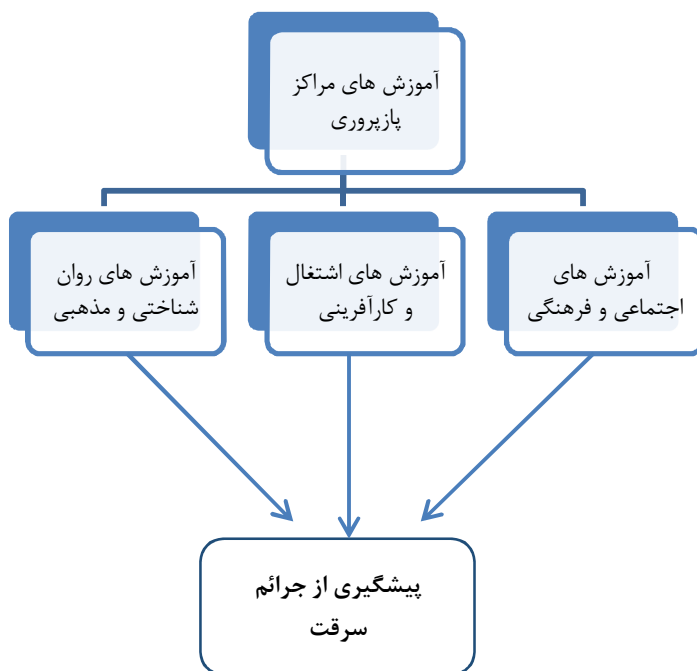 آموزش های مراکز
پازپروری
آموزش های
اجتماعی و فرهنگی
آموزش های اشتغال
و کارآفرینی
آموزش های روان
شناختی و مذهبی
پیشگیری از جرائم
سرقت